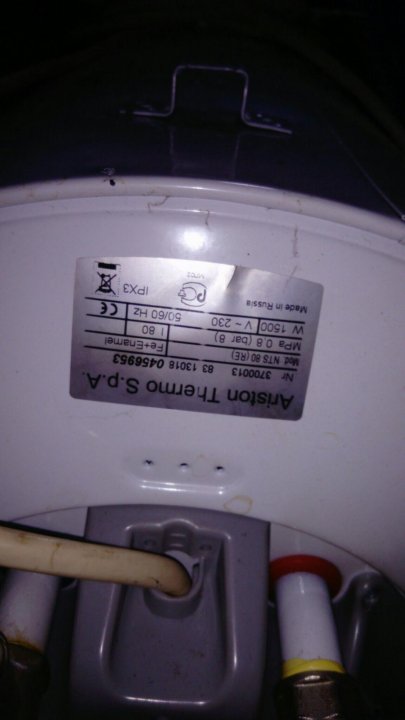 Ariston Thermo S.p.A.
Nr 3700013 83 13018 0456953
Mod. NTS 80 (RE) Fe+Enamel
MPa 0.8 (bar 8) l 80
W 1500 V ~ 230 50/60 Hz CE
Made in Russia IPX3